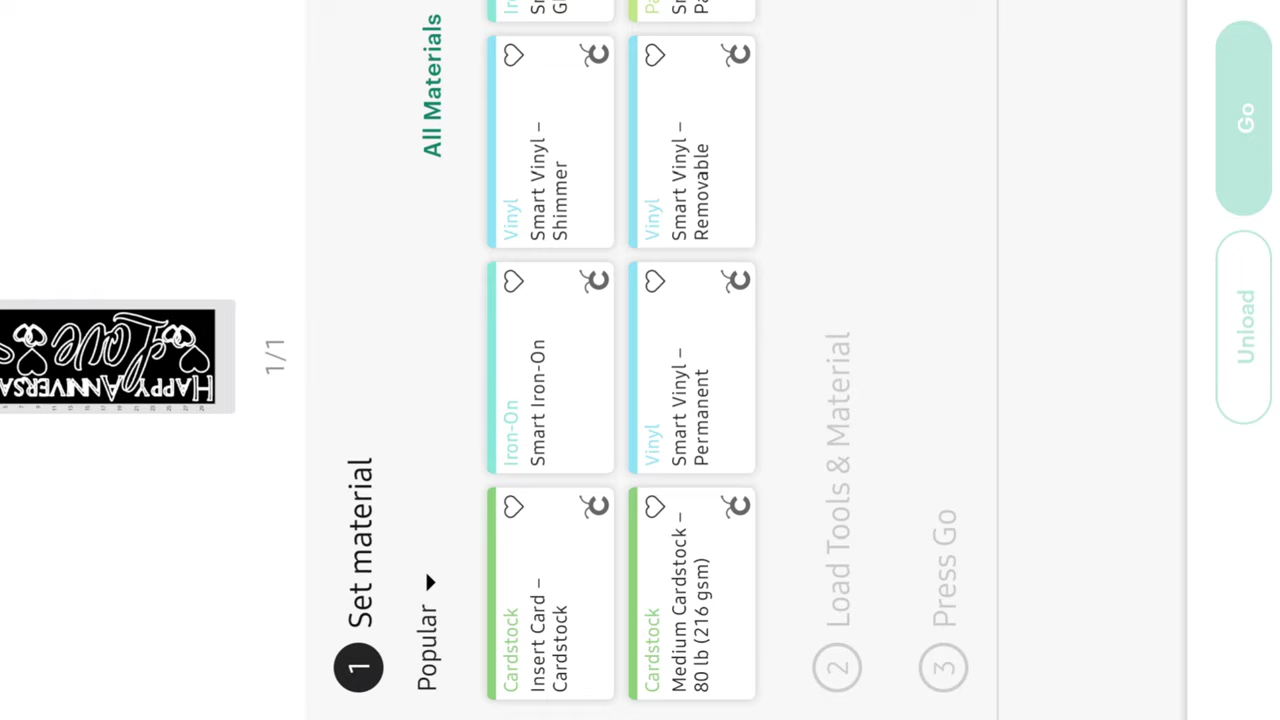 HAPPY ANNIVERSA
Love
1/1
1 Set material
Popular
All Materials
Cardstock
Insert Card –
Cardstock
Iron-On
Smart Iron-On
Vinyl
Smart Vinyl –
Shimmer
Cardstock
Medium Cardstock –
80 lb (216 gsm)
Vinyl
Smart Vinyl –
Permanent
Vinyl
Smart Vinyl –
Removable
2 Load Tools & Material
3 Press Go
Unload
Go